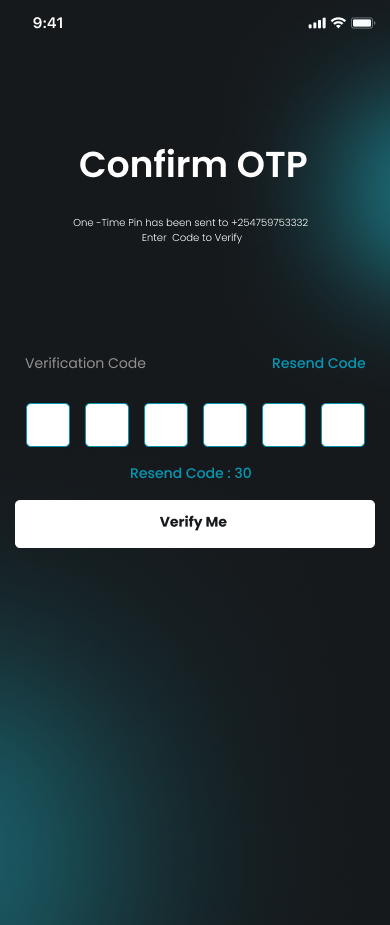 9:41
Confirm OTP
One -Time Pin has been sent to +254759753332
Enter  Code to Verify
Verification Code
Resend Code
Resend Code : 30
Verify Me